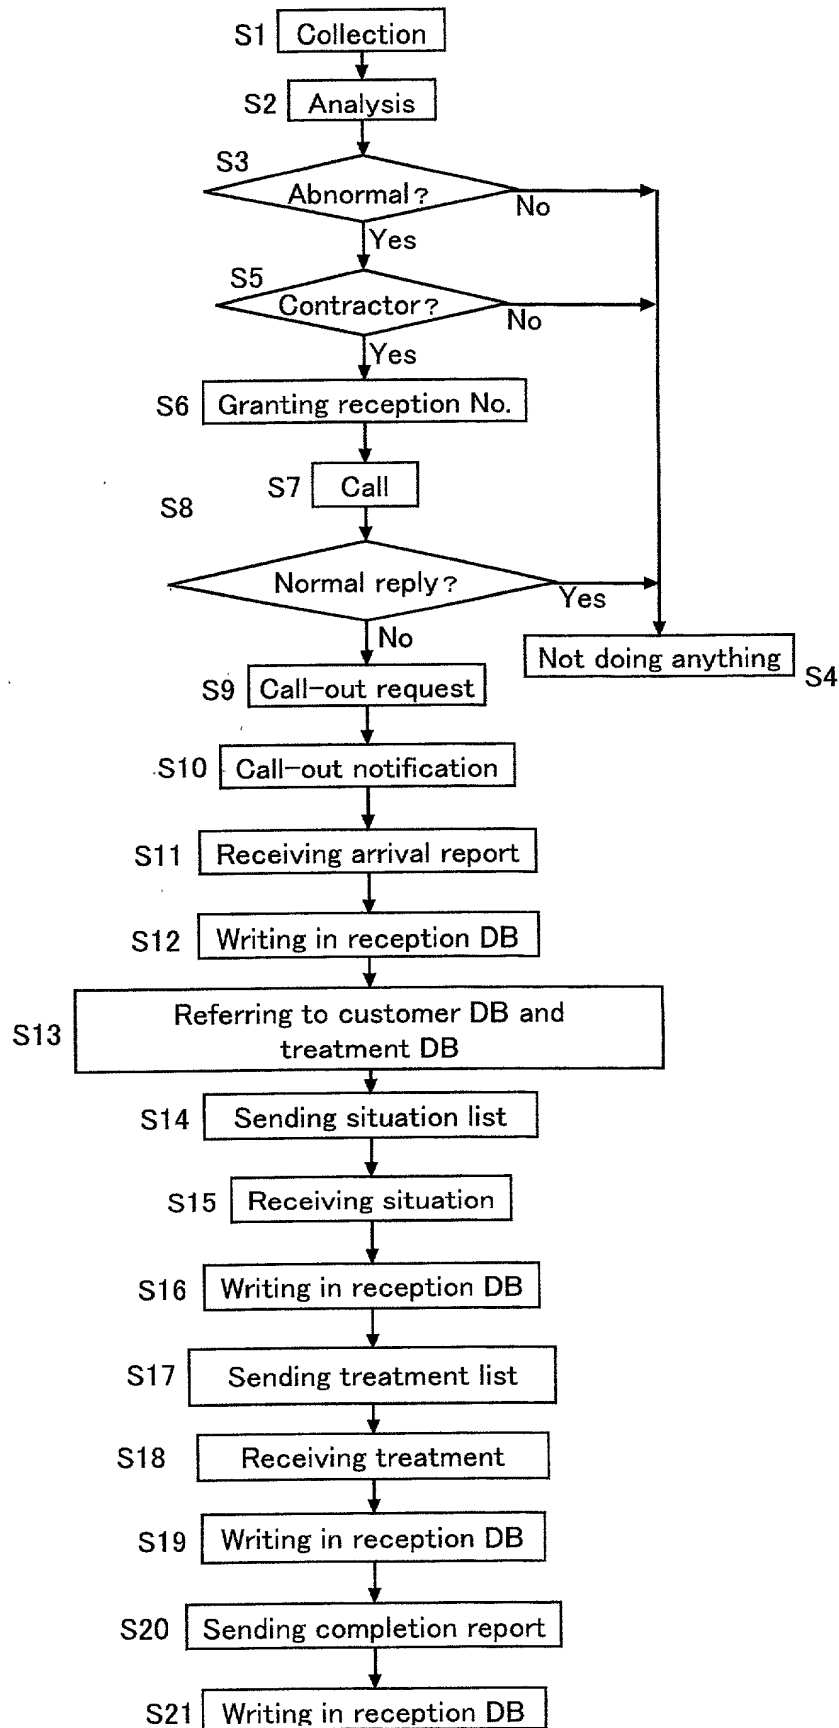 S1 Collection
S2 Analysis
S3
Abnormal?
No
Yes
S5
Contractor?
No
Yes
S6 Granting reception No.
S7 Call
S8
Normal reply?
Yes
No
Not doing anything
S4
S9 Call-out request
S10 Call-out notification
S11 Receiving arrival report
S12 Writing in reception DB
S13 Referring to customer DB and
treatment DB
S14 Sending situation list
S15 Receiving situation
S16 Writing in reception DB
S17 Sending treatment list
S18 Receiving treatment
S19 Writing in reception DB
S20 Sending completion report
S21 Writing in reception DB